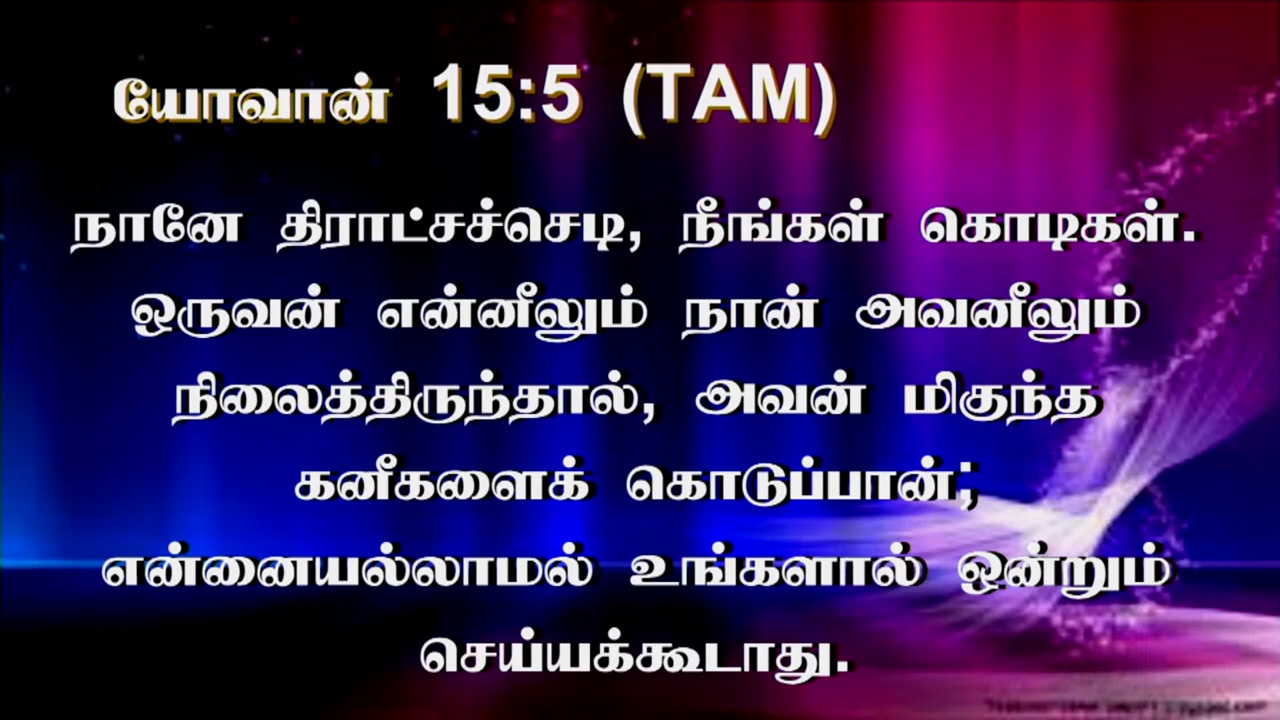 யோவான் 15:5 (TAM)
நானே திராட்சச்செடி, நீங்கள் கொடிகள்.
ஒருவன் என்னீலும் நான் அவனீலும்
நிலைத்திருந்தால், அவன் மிகுந்த
கனீகளைக் கொடுப்பான்;
என்னையல்லாமல் உங்களால் ஒன்றும்
செய்யக்கூடாது.